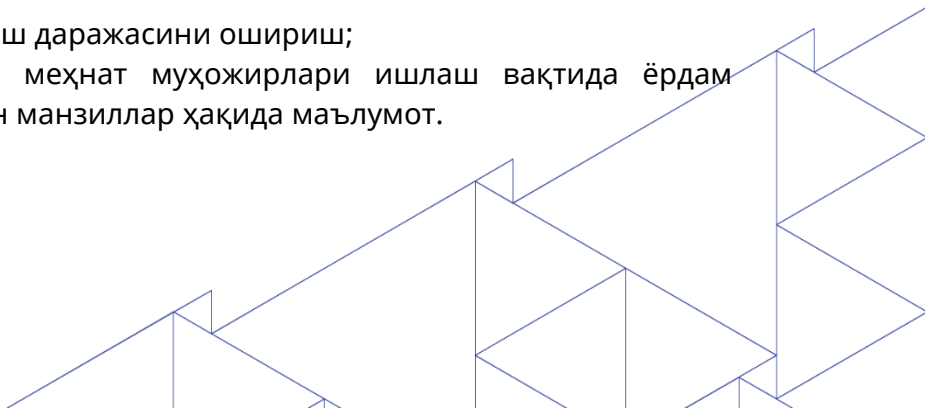 ш даражасини ошириш;
меҳнат муҳожирлари ишлаш вақтида ёрдам
н манзиллар ҳақида маълумот.